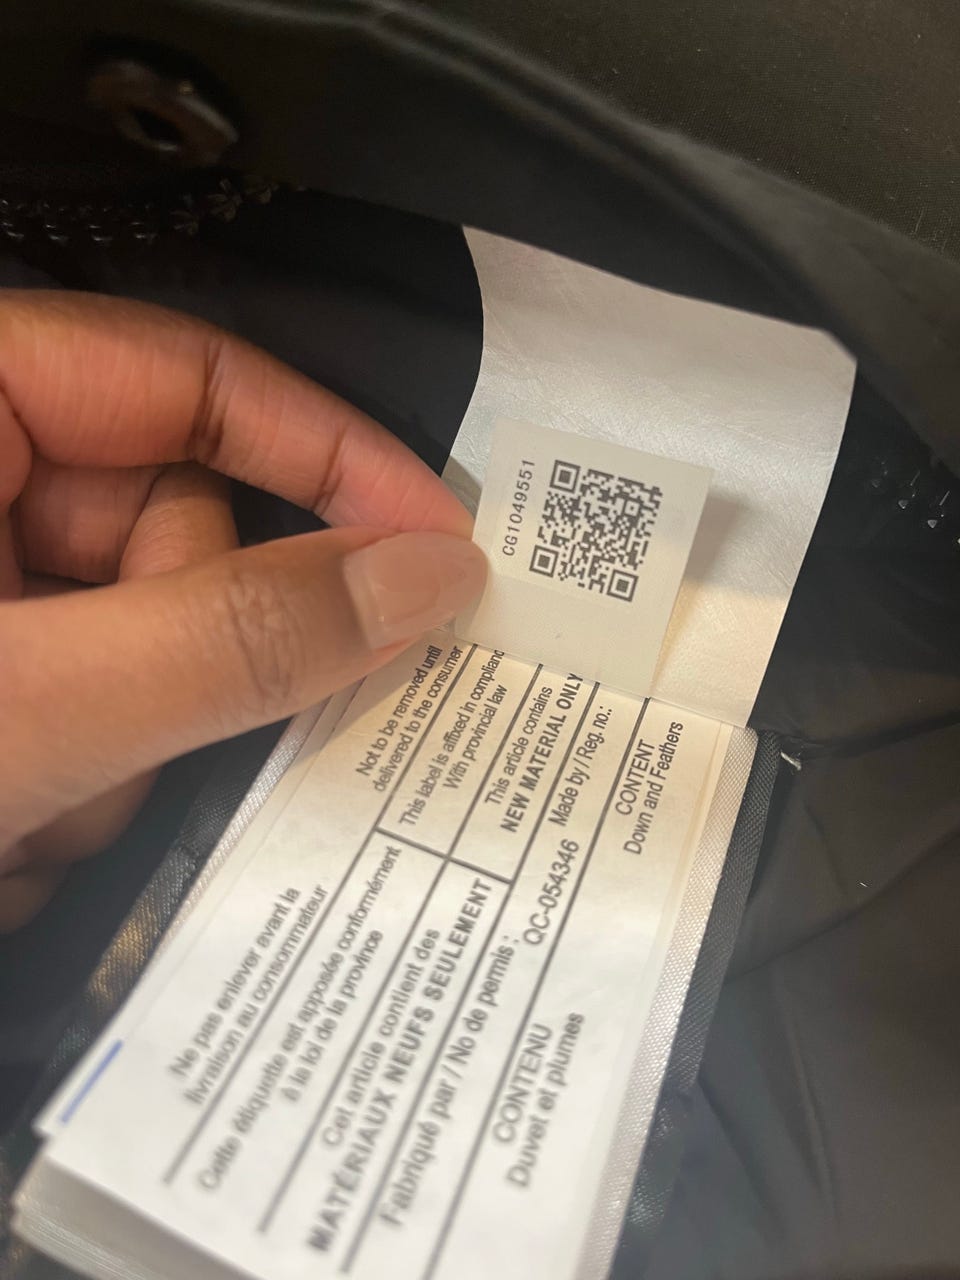 CG1049551
Not to be removed until
delivered to the consumer
This label is affixed in complianc
With provincial law
This article contains
NEW MATERIAL ONLY
Made by / Reg. no.:
CONTENT
Down and Feathers
Ne pas enlever avant la
livraison au consommateur
Cette étiquette est apposée conformément
à la loi de la province
Cet article contient des
MATÉRIAUX NEUFS SEULEMENT
Fabriqué par / No de permis :
QC-054346
CONTENU
Duvet et plumes